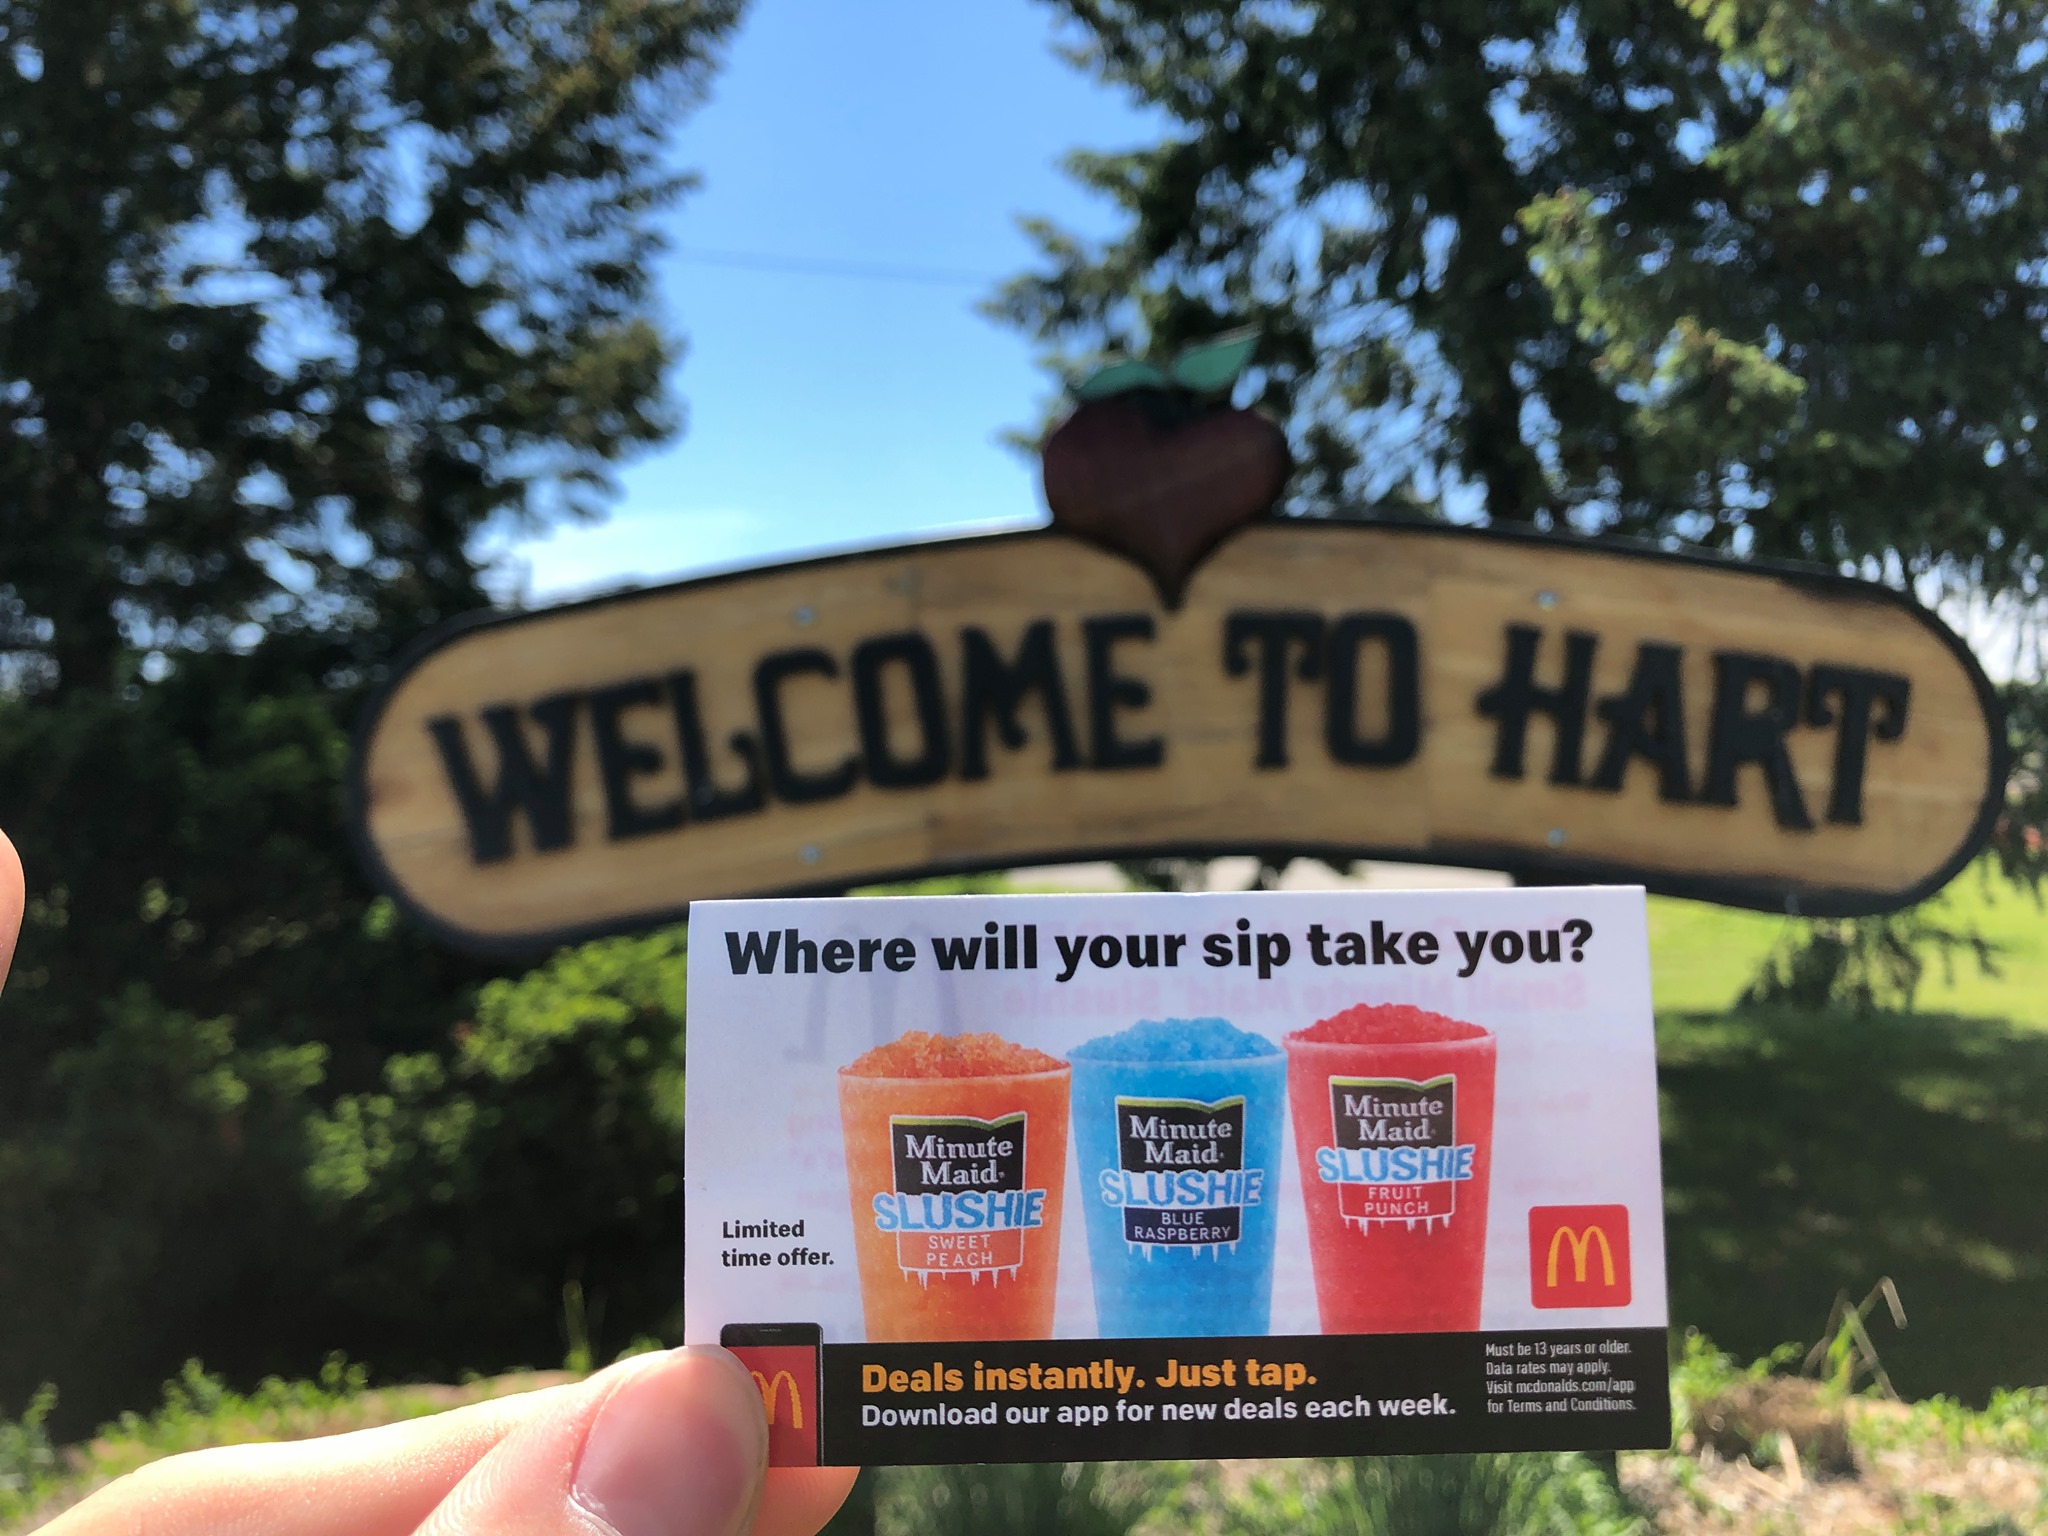 WELCOME TO HART
Where will your sip take you?
Minute
Maid
SLUSHIE
SWEET
PEACH
Minute
Maid
SLUSHIE
BLUE
RASPBERRY
Minute
Maid
SLUSHIE
FRUIT
PUNCH
Limited
time offer.
Deals instantly. Just tap.
Download our app for new deals each week.
Must be 13 years or older.
Data rates may apply.
Visit mcdonalds.com/app
for Terms and Conditions.